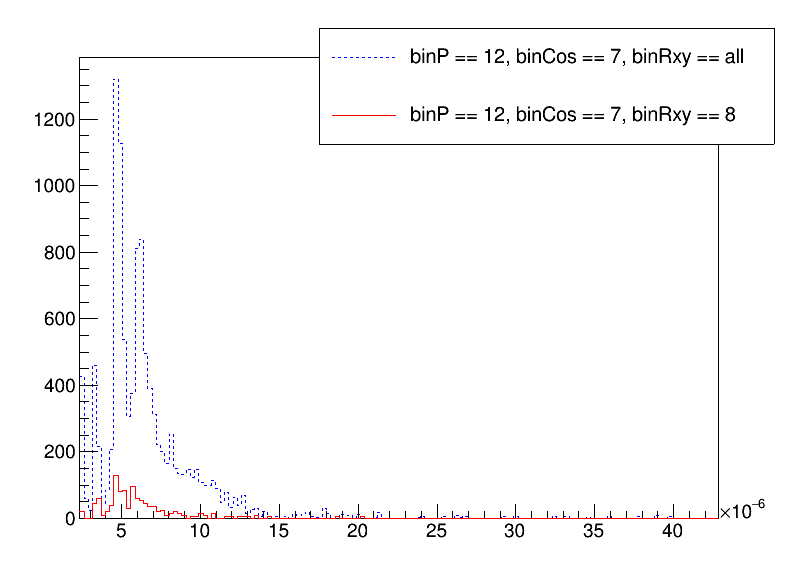 binP == 12, binCos == 7, binRxy == all
binP == 12, binCos == 7, binRxy == 8
1200
1000
800
600
400
200
0
5 10 15 20 25 30 35 40
×10⁻⁶